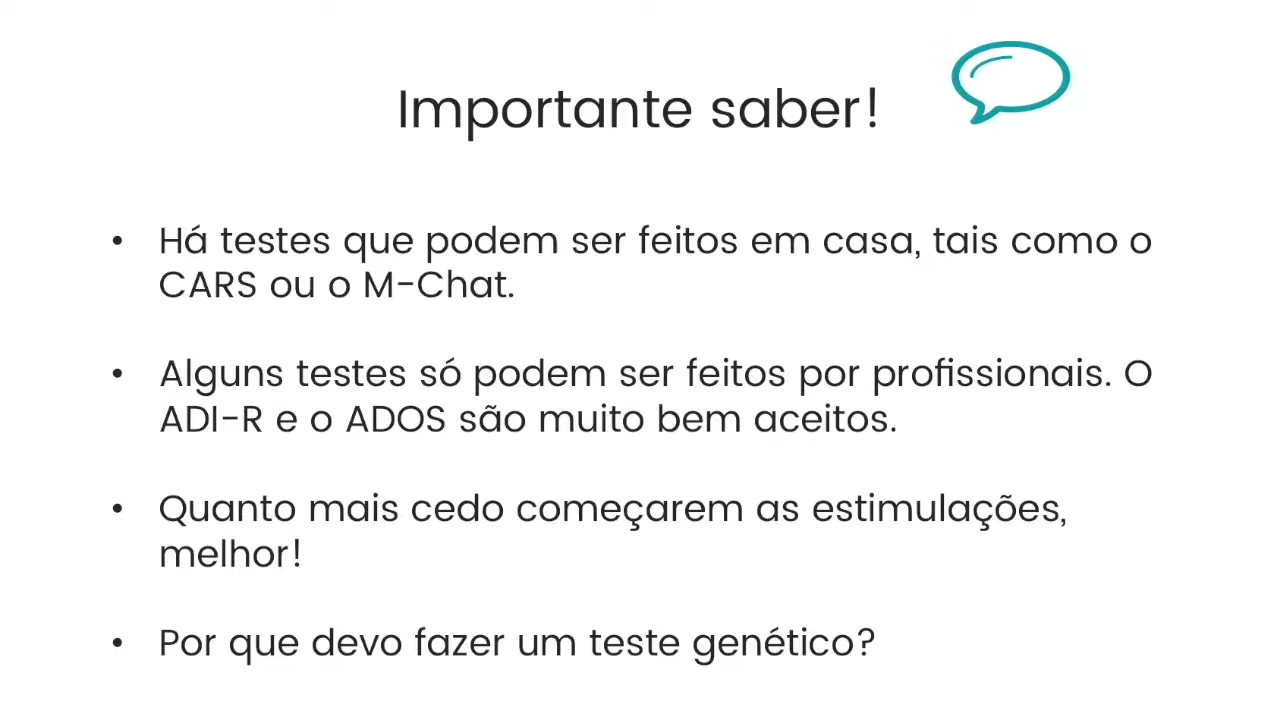 Importante saber!
• Há testes que podem ser feitos em casa, tais como o
CARS ou o M-Chat.
• Alguns testes só podem ser feitos por profissionais. O
ADI-R e o ADOS são muito bem aceitos.
• Quanto mais cedo começarem as estimulações,
melhor!
• Por que devo fazer um teste genético?